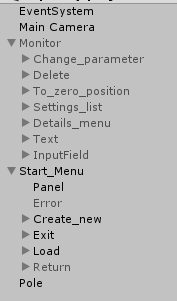 EventSystem
Main Camera
Monitor
Change_parameter
Delete
To_zero_position
Settings_list
Details_menu
Text
InputField
Start_Menu
Panel
Error
Create_new
Exit
Load
Return
Pole